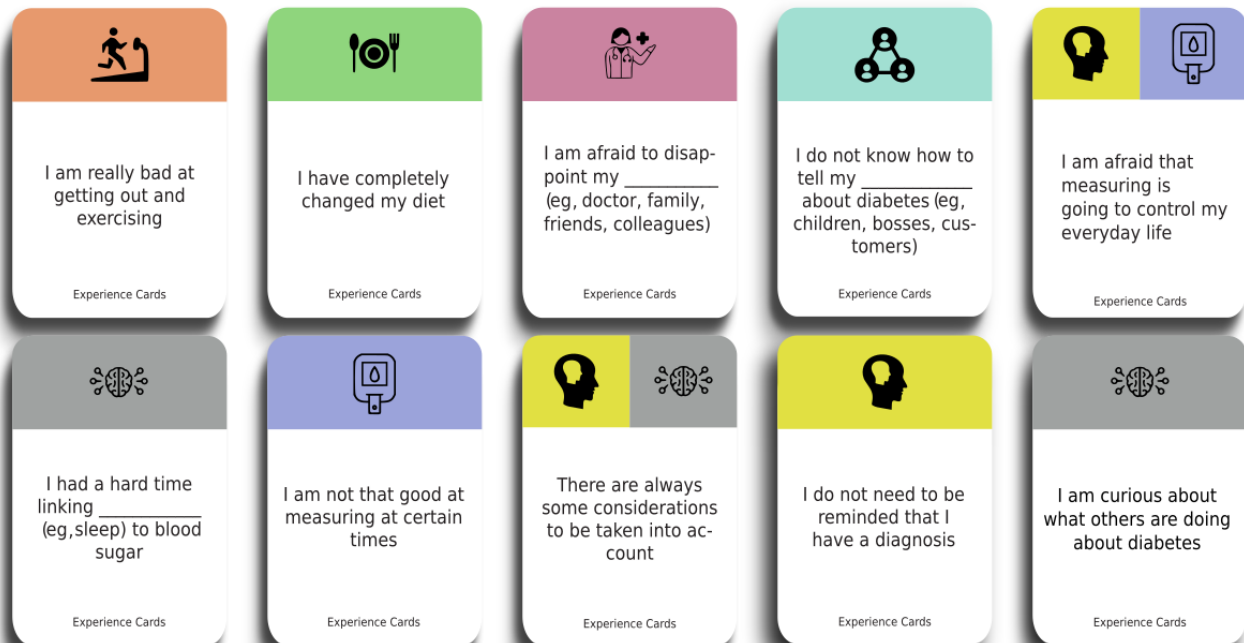 I am really bad at
getting out and
exercising
Experience Cards
I have completely
changed my diet
Experience Cards
I am afraid to disap-
point my ___________
(eg, doctor, family,
friends, colleagues)
Experience Cards
I do not know how to
tell my _____________
about diabetes (eg,
children, bosses, cus-
tomers)
Experience Cards
I am afraid that
measuring is
going to control my
everyday life
Experience Cards
I had a hard time
linking ____________
(eg,sleep) to blood
sugar
Experience Cards
I am not that good at
measuring at certain
times
Experience Cards
There are always
some considerations
to be taken into ac-
count
Experience Cards
I do not need to be
reminded that I
have a diagnosis
Experience Cards
I am curious about
what others are doing
about diabetes
Experience Cards